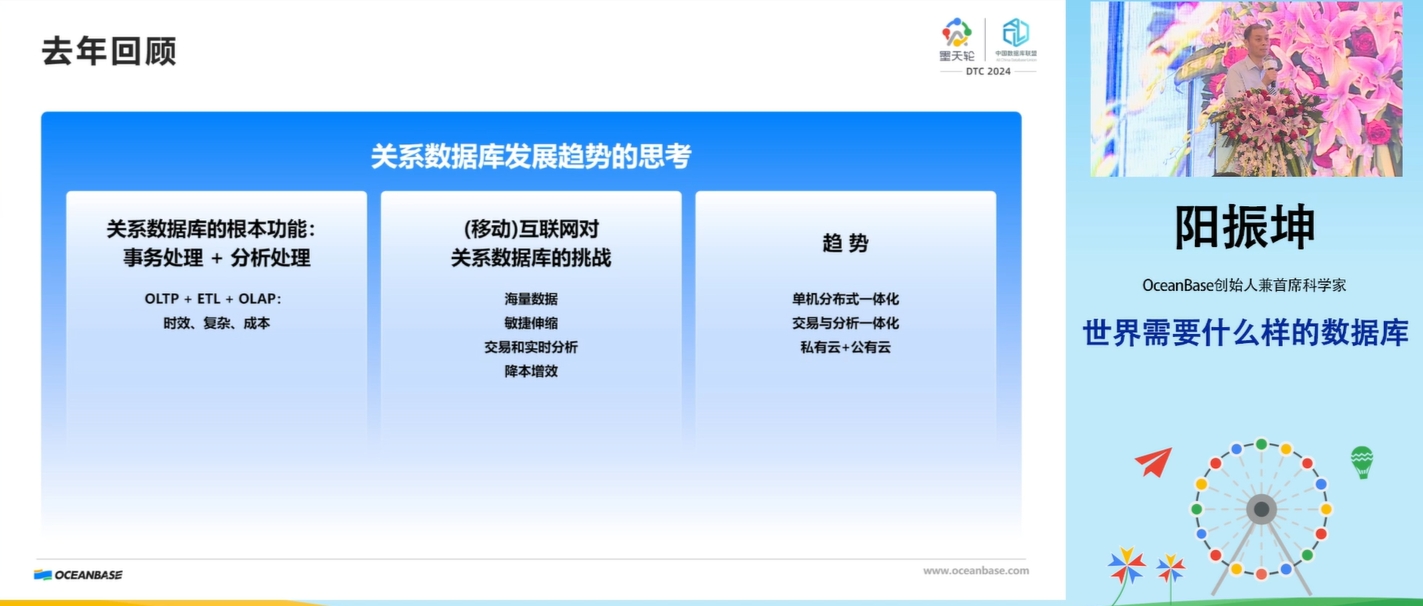 去年回顾
墨天轮
中国数据库联盟
DTC 2024
关系数据库发展趋势的思考
关系数据库的根本功能:
事务处理 + 分析处理
OLTP + ETL + OLAP:
时效、复杂、成本
(移动)互联网对
关系数据库的挑战
海量数据
敏捷伸缩
交易和实时分析
降本增效
趋 势
单机分布式一体化
交易与分析一体化
私有云+公有云
OCEANBASE
www.oceanbase.com
阳振坤
OceanBase创始人兼首席科学家
世界需要什么样的数据库